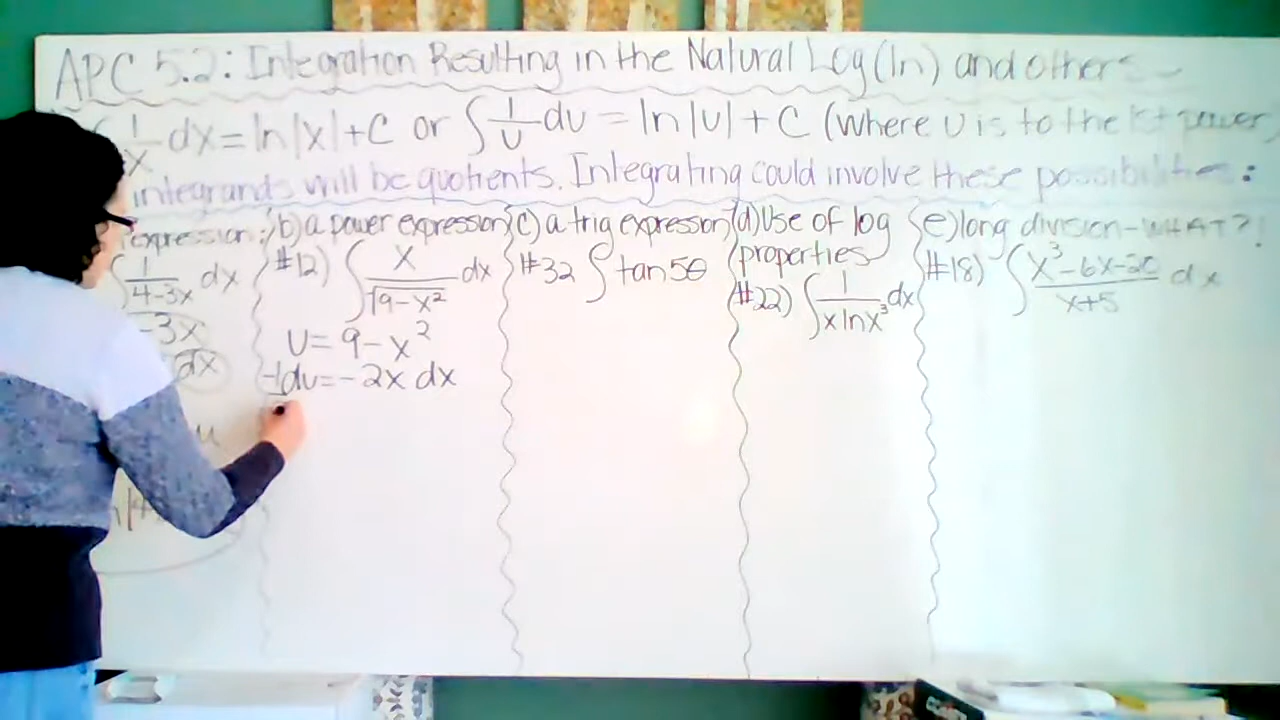 APC 5.2: Integration Resulting in the Natural Log (ln) and others
∫ 1/x dx = ln|x| + C or ∫ 1/u du = ln|u| + C (where u is to the 1st power)
integrands will be quotients. Integrating could involve these possibilities:
expression:
∫ 1/(4-3x) dx
-3x
dx
b) a power expression
#12) ∫ x/√(9-x²) dx
u = 9-x²
-1 du = -2x dx
c) a trig expression
#32 ∫ tan5θ
(d) Use of log
properties
#22) ∫ 1/(x ln x³) dx
e) long division-WHAT?!
#18) ∫ (x³-6x-20)/(x+5) dx